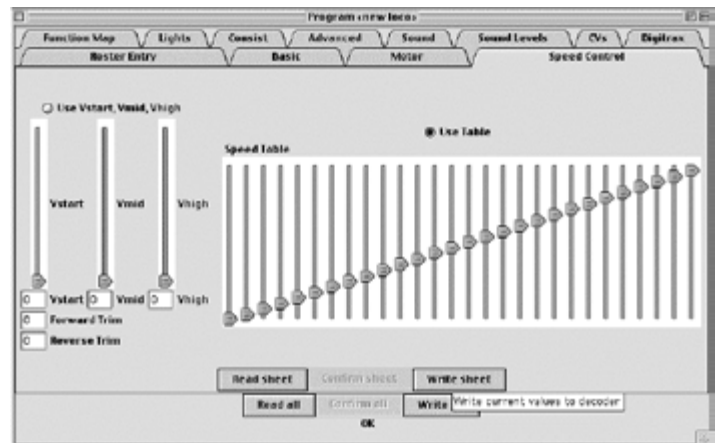 Program <new loco>
Function Map Lights Consist Advanced Sound Sound Levels CVs Digitrax
Roster Entry Basic Motor Speed Control
Use Vstart, Vmid, Vhigh
Use Table
Speed Table
Vstart Vmid Vhigh
0 Vstart 0 Vmid 0 Vhigh
0 Forward Trim
0 Reverse Trim
Read sheet Confirm sheet Write sheet
Read all Confirm all Write
Write current values to decoder
OK